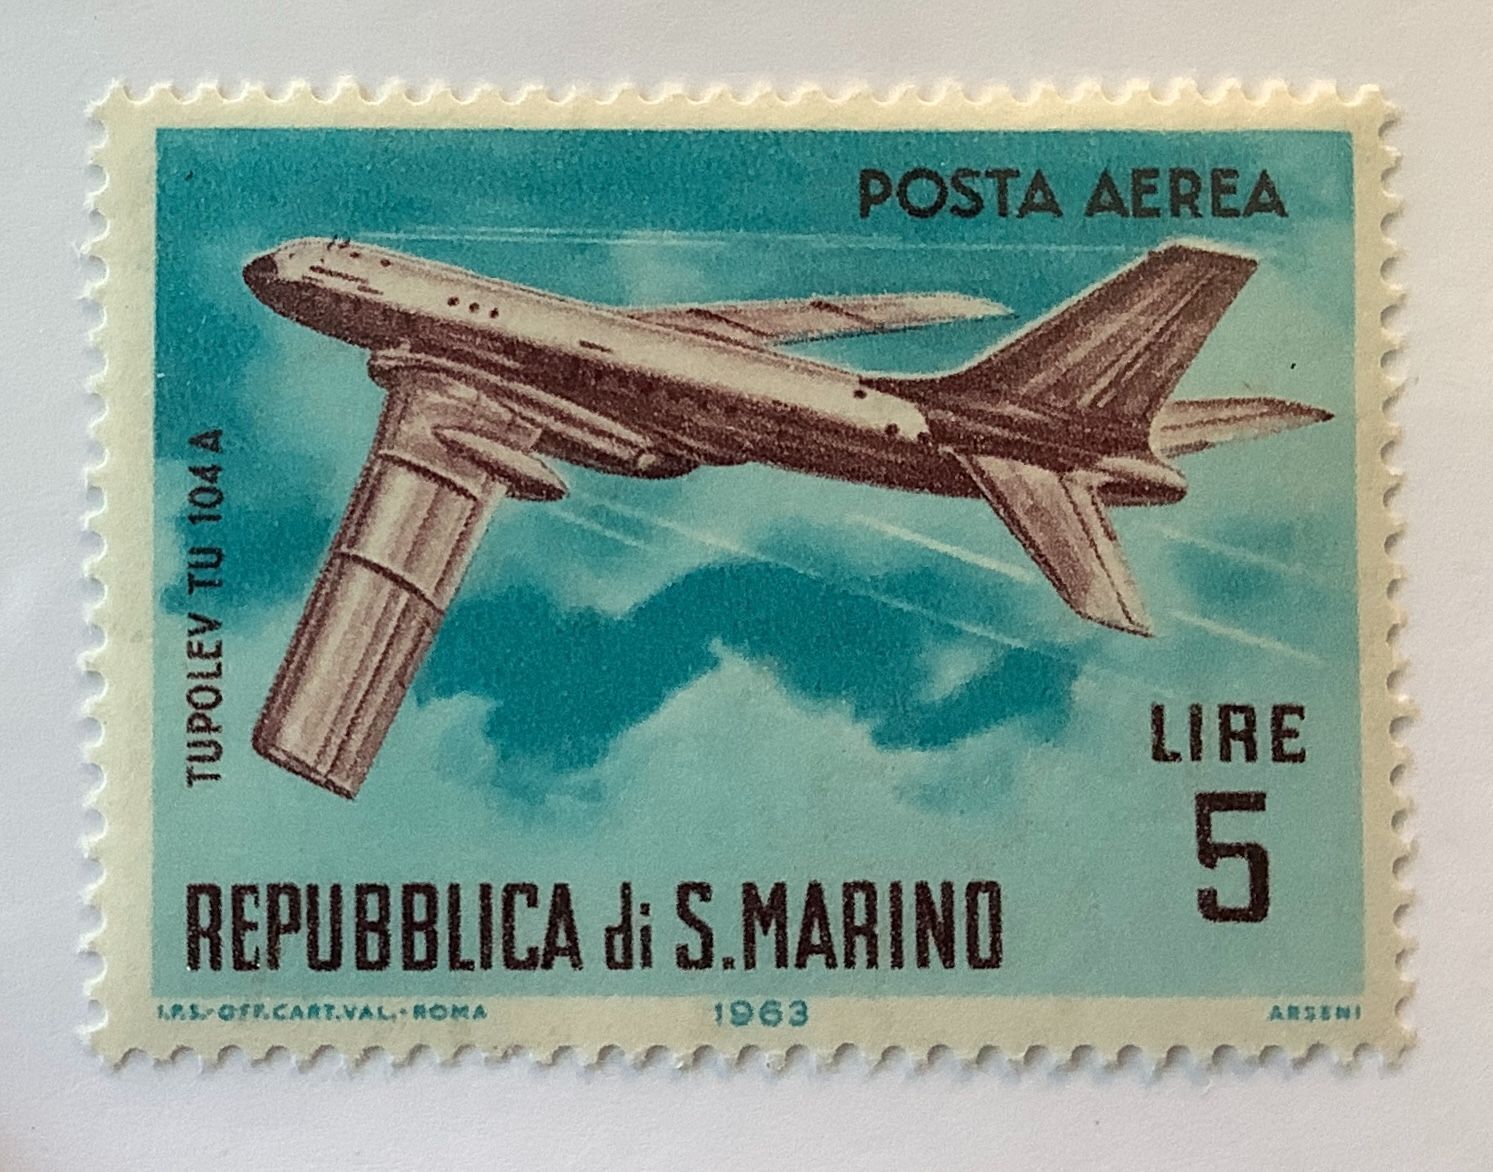 POSTA AEREA
TUPOLEV TU 104 A
LIRE
5
REPUBBLICA di S. MARINO
I.P.S.-OFF.CART.VAL.-ROMA
1963
ARSENI